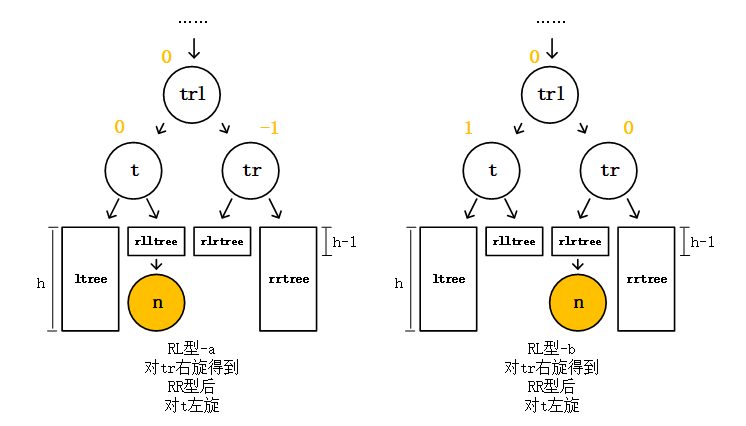 ……
0
trl
0
-1
t
tr
h
ltree
rlltree
rlrtree
h-1
rrtree
n
RL型-a
对tr右旋得到
RR型后
对t左旋
……
0
trl
1
0
t
tr
h
ltree
rlltree
rlrtree
h-1
rrtree
n
RL型-b
对tr右旋得到
RR型后
对t左旋